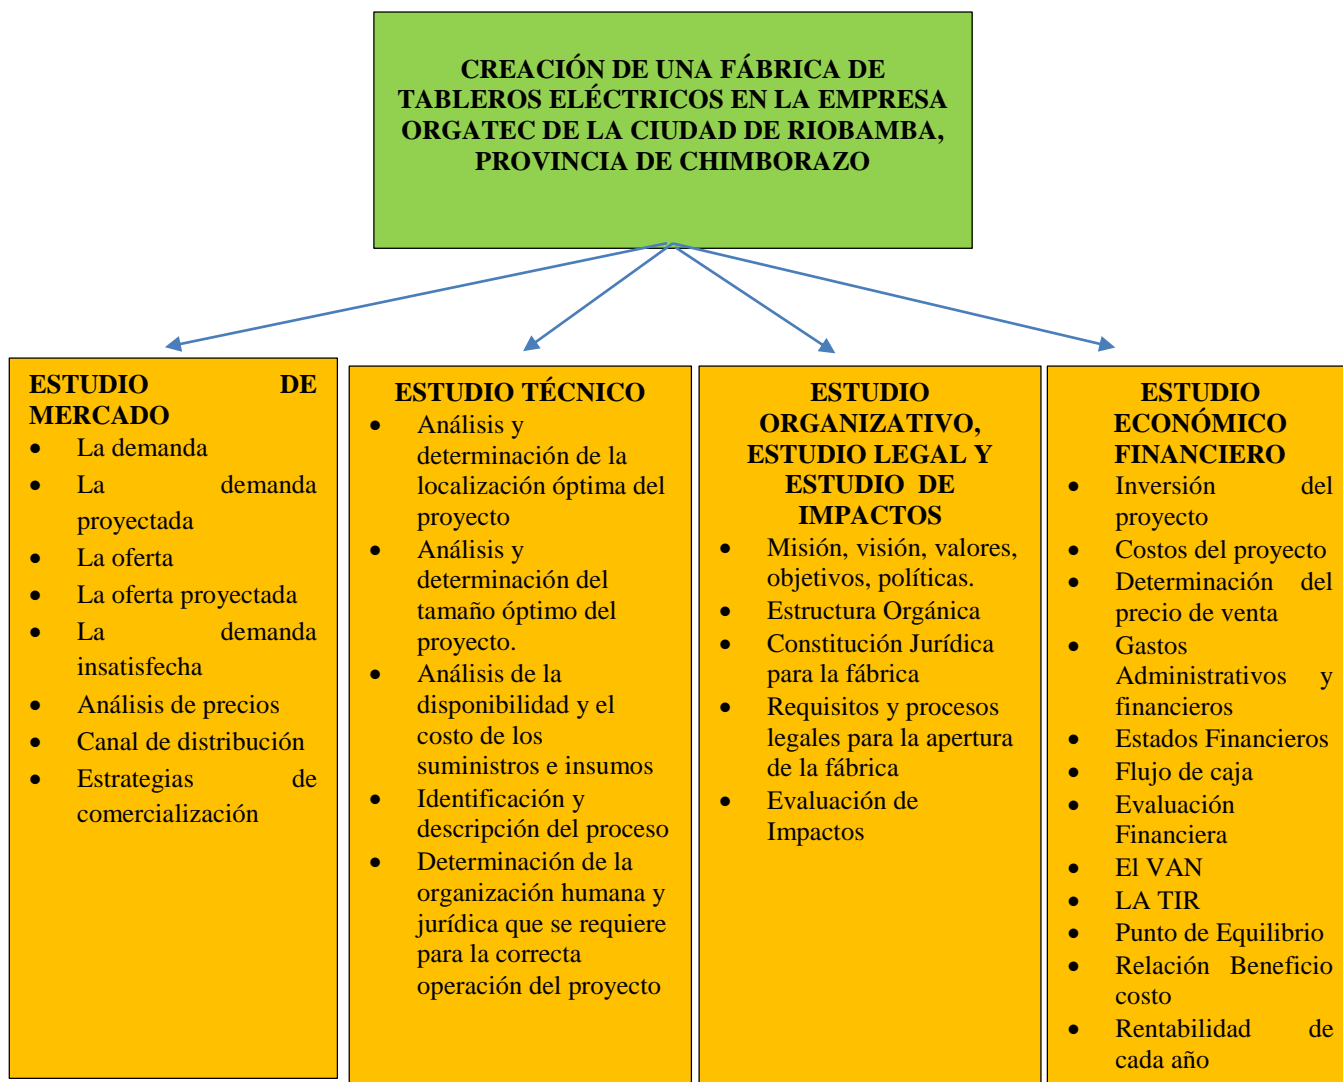 CREACIÓN DE UNA FÁBRICA DE
TABLEROS ELÉCTRICOS EN LA EMPRESA
ORGATEC DE LA CIUDAD DE RIOBAMBA,
PROVINCIA DE CHIMBORAZO
ESTUDIO DE
MERCADO
• La demanda
• La demanda
proyectada
• La oferta
• La oferta proyectada
• La demanda
insatisfecha
• Análisis de precios
• Canal de distribución
• Estrategias de
comercialización
ESTUDIO TÉCNICO
• Análisis y
determinación de la
localización óptima del
proyecto
• Análisis y
determinación del
tamaño óptimo del
proyecto.
• Análisis de la
disponibilidad y el
costo de los
suministros e insumos
• Identificación y
descripción del proceso
• Determinación de la
organización humana y
jurídica que se requiere
para la correcta
operación del proyecto
ESTUDIO
ORGANIZATIVO,
ESTUDIO LEGAL Y
ESTUDIO DE
IMPACTOS
• Misión, visión, valores,
objetivos, políticas.
• Estructura Orgánica
• Constitución Jurídica
para la fábrica
• Requisitos y procesos
legales para la apertura
de la fábrica
• Evaluación de
Impactos
ESTUDIO
ECONÓMICO
FINANCIERO
• Inversión del
proyecto
• Costos del proyecto
• Determinación del
precio de venta
• Gastos
Administrativos y
financieros
• Estados Financieros
• Flujo de caja
• Evaluación
Financiera
• El VAN
• LA TIR
• Punto de Equilibrio
• Relación Beneficio
costo
• Rentabilidad de
cada año